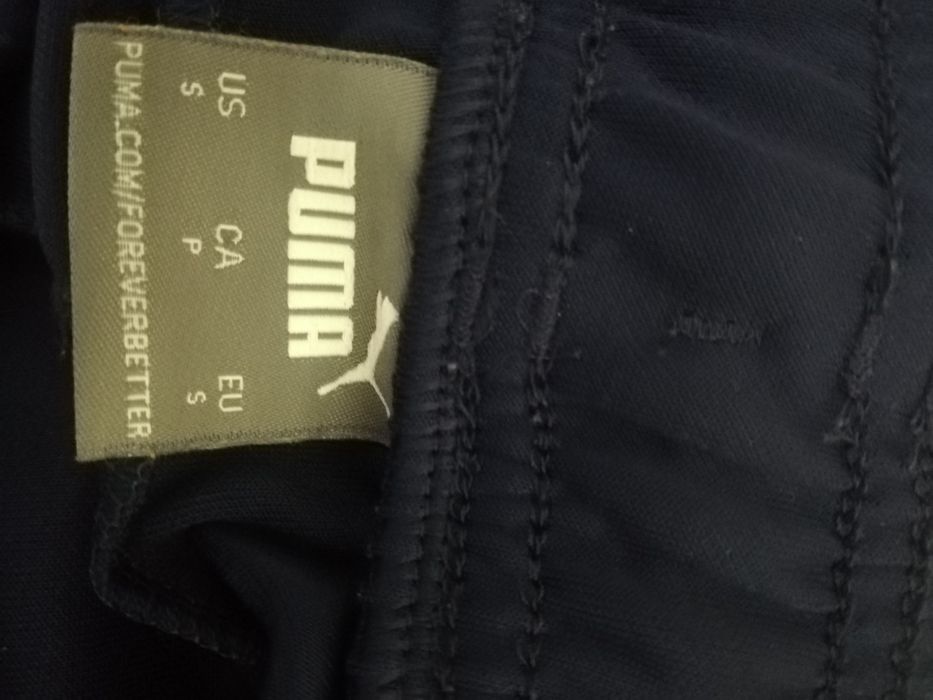 PUMA
US CA EU
S P S
PUMA.COM/FOREVERBETTER